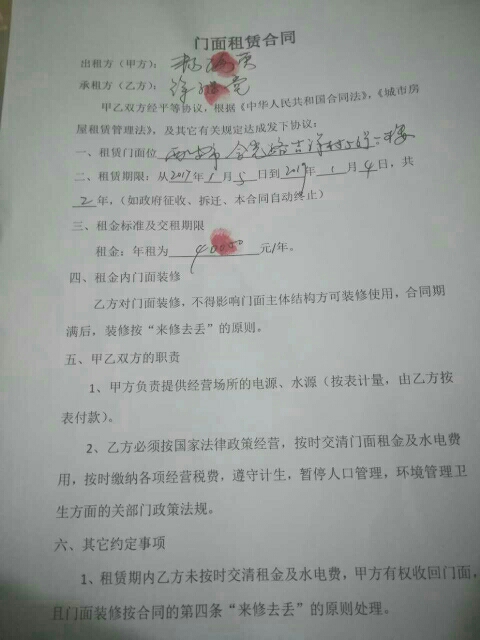 门面租赁合同
出租方（甲方）：
承租方（乙方）：
甲乙双方经平等协议，根据《中华人民共和国合同法》，《城市房
屋租赁管理法》、及其它有关规定达成发下协议：
一、租赁门面位
二、租赁期限：从2017年1月5日到2019年1月4日，共
2年，（如政府征收、拆迁、本合同自动终止）
三、租金标准及交租期限
租金：年租为40000元/年。
四、租金内门面装修
乙方对门面装修，不得影响门面主体结构方可装修使用，合同期
满后，装修按“来修去丢”的原则。
五、甲乙双方的职责
1、甲方负责提供经营场所的电源、水源（按表计量，由乙方按
表付款）。
2、乙方必须按国家法律政策经营，按时交清门面租金及水电费
用，按时缴纳各项经营税费，遵守计生，暂停人口管理，环境管理卫
生方面的关部门政策法规。
六、其它约定事项
1、租赁期内乙方未按时交清租金及水电费，甲方有权收回门面，
且门面装修按合同的第四条“来修去丢”的原则处理。